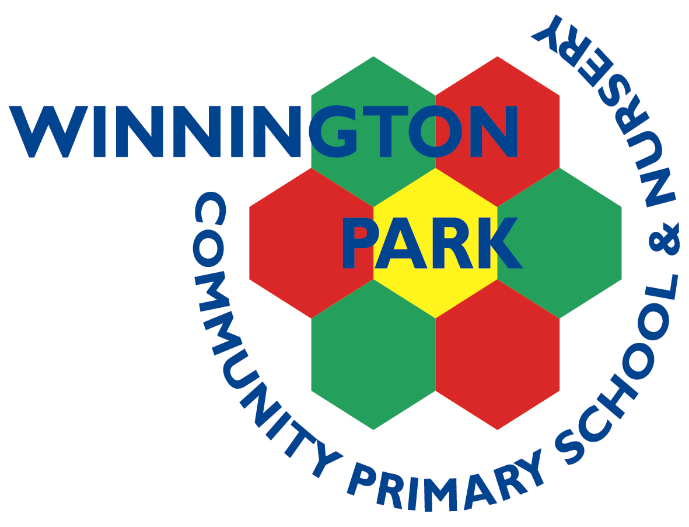 WINNINGTON
PARK
COMMUNITY PRIMARY SCHOOL & NURSERY